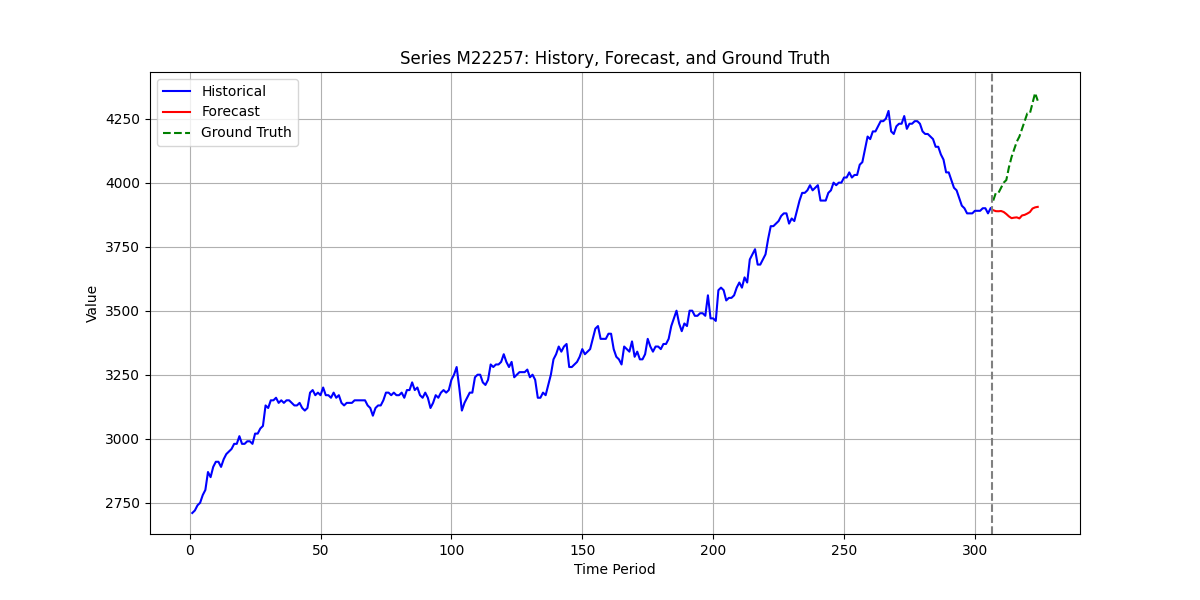 Series M22257: History, Forecast, and Ground Truth
Historical
Forecast
Ground Truth
4250
4000
3750
3500
3250
3000
2750
Value
0 50 100 150 200 250 300
Time Period